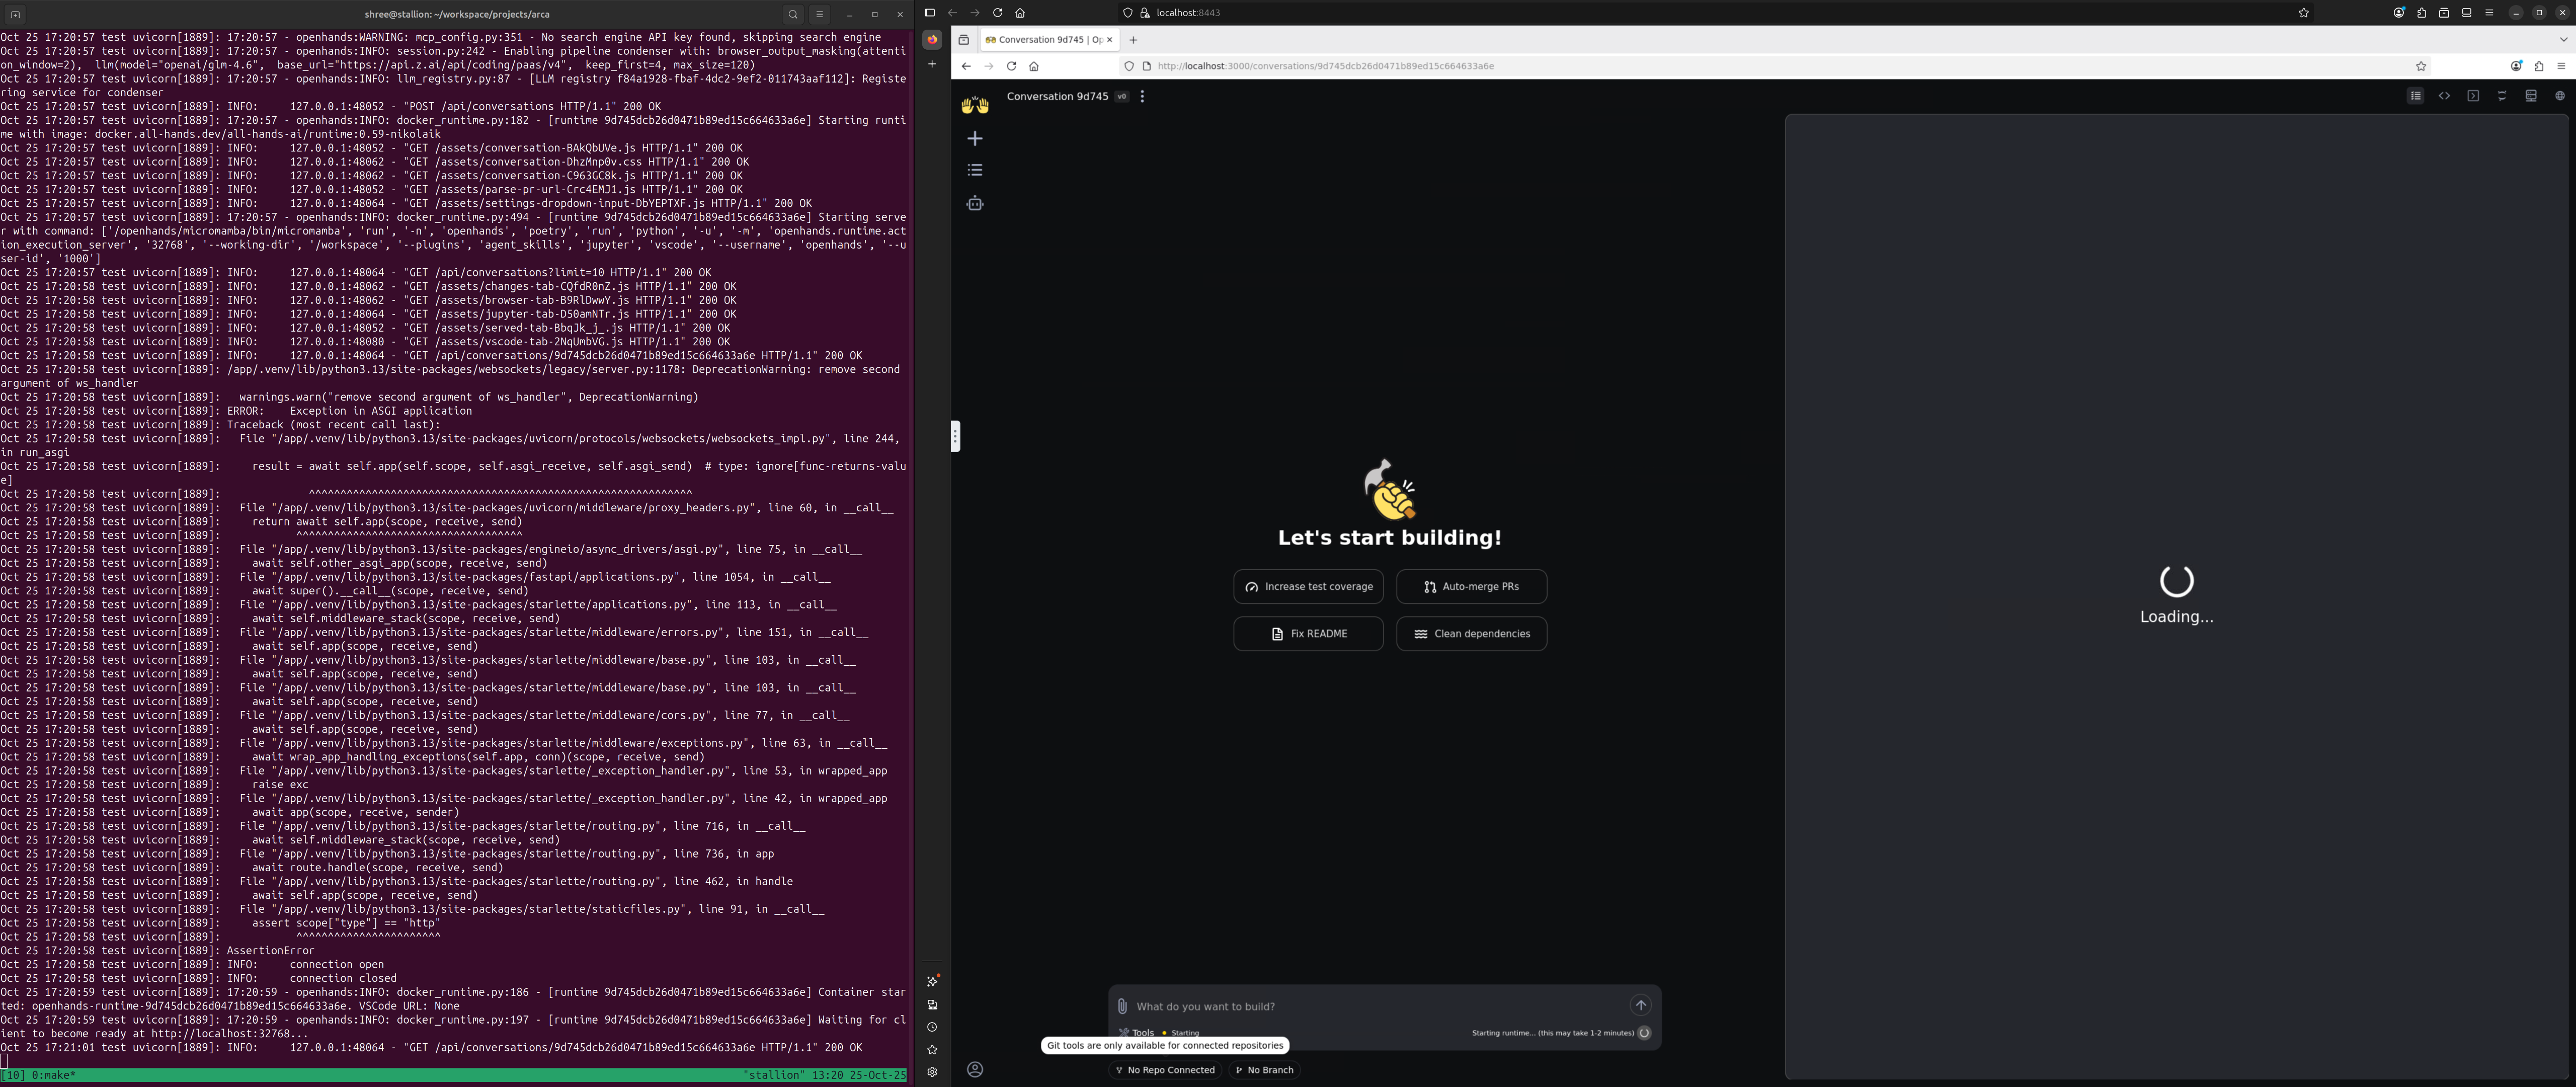 shree@stallion: ~/workspace/projects/arca
Oct 25 17:20:57 test uvicorn[1889]: 17:20:57 - openhands:WARNING: mcp_config.py:351 - No search engine API key found, skipping search engine
Oct 25 17:20:57 test uvicorn[1889]: 17:20:57 - openhands:INFO: session.py:242 - Enabling pipeline condenser with: browser_output_masking(attenti
on_window=2),  llm(model="openai/glm-4.6",  base_url="https://api.z.ai/api/coding/paas/v4",  keep_first=4, max_size=120)
Oct 25 17:20:57 test uvicorn[1889]: 17:20:57 - openhands:INFO: llm_registry.py:87 - [LLM registry f84a1928-fbaf-4dc2-9ef2-011743aaf112]: Registe
ring service for condenser
Oct 25 17:20:57 test uvicorn[1889]: INFO:     127.0.0.1:48052 - "POST /api/conversations HTTP/1.1" 200 OK
Oct 25 17:20:57 test uvicorn[1889]: 17:20:57 - openhands:INFO: docker_runtime.py:182 - [runtime 9d745dcb26d0471b89ed15c664633a6e] Starting runti
me with image: docker.all-hands.dev/all-hands-ai/runtime:0.59-nikolaik
Oct 25 17:20:57 test uvicorn[1889]: INFO:     127.0.0.1:48052 - "GET /assets/conversation-BAkQbUVe.js HTTP/1.1" 200 OK
Oct 25 17:20:57 test uvicorn[1889]: INFO:     127.0.0.1:48062 - "GET /assets/conversation-DhzMnp0v.css HTTP/1.1" 200 OK
Oct 25 17:20:57 test uvicorn[1889]: INFO:     127.0.0.1:48062 - "GET /assets/conversation-C963GC8k.js HTTP/1.1" 200 OK
Oct 25 17:20:57 test uvicorn[1889]: INFO:     127.0.0.1:48052 - "GET /assets/parse-pr-url-Crc4EMJ1.js HTTP/1.1" 200 OK
Oct 25 17:20:57 test uvicorn[1889]: INFO:     127.0.0.1:48064 - "GET /assets/settings-dropdown-input-DbYEPTXF.js HTTP/1.1" 200 OK
Oct 25 17:20:57 test uvicorn[1889]: 17:20:57 - openhands:INFO: docker_runtime.py:494 - [runtime 9d745dcb26d0471b89ed15c664633a6e] Starting serve
r with command: ['/openhands/micromamba/bin/micromamba', 'run', '-n', 'openhands', 'poetry', 'run', 'python', '-u', '-m', 'openhands.runtime.act
ion_execution_server', '32768', '--working-dir', '/workspace', '--plugins', 'agent_skills', 'jupyter', 'vscode', '--username', 'openhands', '--u
ser-id', '1000']
Oct 25 17:20:57 test uvicorn[1889]: INFO:     127.0.0.1:48064 - "GET /api/conversations?limit=10 HTTP/1.1" 200 OK
Oct 25 17:20:58 test uvicorn[1889]: INFO:     127.0.0.1:48062 - "GET /assets/changes-tab-CQfdR0nZ.js HTTP/1.1" 200 OK
Oct 25 17:20:58 test uvicorn[1889]: INFO:     127.0.0.1:48062 - "GET /assets/browser-tab-B9RlDwwY.js HTTP/1.1" 200 OK
Oct 25 17:20:58 test uvicorn[1889]: INFO:     127.0.0.1:48064 - "GET /assets/jupyter-tab-D50amNTr.js HTTP/1.1" 200 OK
Oct 25 17:20:58 test uvicorn[1889]: INFO:     127.0.0.1:48052 - "GET /assets/served-tab-BbqJk_j_.js HTTP/1.1" 200 OK
Oct 25 17:20:58 test uvicorn[1889]: INFO:     127.0.0.1:48080 - "GET /assets/vscode-tab-2NqUmbVG.js HTTP/1.1" 200 OK
Oct 25 17:20:58 test uvicorn[1889]: INFO:     127.0.0.1:48064 - "GET /api/conversations/9d745dcb26d0471b89ed15c664633a6e HTTP/1.1" 200 OK
Oct 25 17:20:58 test uvicorn[1889]: /app/.venv/lib/python3.13/site-packages/websockets/legacy/server.py:1178: DeprecationWarning: remove second
argument of ws_handler
Oct 25 17:20:58 test uvicorn[1889]:   warnings.warn("remove second argument of ws_handler", DeprecationWarning)
Oct 25 17:20:58 test uvicorn[1889]: ERROR:    Exception in ASGI application
Oct 25 17:20:58 test uvicorn[1889]: Traceback (most recent call last):
Oct 25 17:20:58 test uvicorn[1889]:   File "/app/.venv/lib/python3.13/site-packages/uvicorn/protocols/websockets/websockets_impl.py", line 244,
in run_asgi
Oct 25 17:20:58 test uvicorn[1889]:     result = await self.app(self.scope, self.asgi_receive, self.asgi_send)  # type: ignore[func-returns-valu
e]
Oct 25 17:20:58 test uvicorn[1889]:              ^^^^^^^^^^^^^^^^^^^^^^^^^^^^^^^^^^^^^^^^^^^^^^^^^^^^^^^^^^^^^
Oct 25 17:20:58 test uvicorn[1889]:   File "/app/.venv/lib/python3.13/site-packages/uvicorn/middleware/proxy_headers.py", line 60, in __call__
Oct 25 17:20:58 test uvicorn[1889]:     return await self.app(scope, receive, send)
Oct 25 17:20:58 test uvicorn[1889]:            ^^^^^^^^^^^^^^^^^^^^^^^^^^^^^^^^^^^^
Oct 25 17:20:58 test uvicorn[1889]:   File "/app/.venv/lib/python3.13/site-packages/engineio/async_drivers/asgi.py", line 75, in __call__
Oct 25 17:20:58 test uvicorn[1889]:     await self.other_asgi_app(scope, receive, send)
Oct 25 17:20:58 test uvicorn[1889]:   File "/app/.venv/lib/python3.13/site-packages/fastapi/applications.py", line 1054, in __call__
Oct 25 17:20:58 test uvicorn[1889]:     await super().__call__(scope, receive, send)
Oct 25 17:20:58 test uvicorn[1889]:   File "/app/.venv/lib/python3.13/site-packages/starlette/applications.py", line 113, in __call__
Oct 25 17:20:58 test uvicorn[1889]:     await self.middleware_stack(scope, receive, send)
Oct 25 17:20:58 test uvicorn[1889]:   File "/app/.venv/lib/python3.13/site-packages/starlette/middleware/errors.py", line 151, in __call__
Oct 25 17:20:58 test uvicorn[1889]:     await self.app(scope, receive, send)
Oct 25 17:20:58 test uvicorn[1889]:   File "/app/.venv/lib/python3.13/site-packages/starlette/middleware/base.py", line 103, in __call__
Oct 25 17:20:58 test uvicorn[1889]:     await self.app(scope, receive, send)
Oct 25 17:20:58 test uvicorn[1889]:   File "/app/.venv/lib/python3.13/site-packages/starlette/middleware/base.py", line 103, in __call__
Oct 25 17:20:58 test uvicorn[1889]:     await self.app(scope, receive, send)
Oct 25 17:20:58 test uvicorn[1889]:   File "/app/.venv/lib/python3.13/site-packages/starlette/middleware/cors.py", line 77, in __call__
Oct 25 17:20:58 test uvicorn[1889]:     await self.app(scope, receive, send)
Oct 25 17:20:58 test uvicorn[1889]:   File "/app/.venv/lib/python3.13/site-packages/starlette/middleware/exceptions.py", line 63, in __call__
Oct 25 17:20:58 test uvicorn[1889]:     await wrap_app_handling_exceptions(self.app, conn)(scope, receive, send)
Oct 25 17:20:58 test uvicorn[1889]:   File "/app/.venv/lib/python3.13/site-packages/starlette/_exception_handler.py", line 53, in wrapped_app
Oct 25 17:20:58 test uvicorn[1889]:     raise exc
Oct 25 17:20:58 test uvicorn[1889]:   File "/app/.venv/lib/python3.13/site-packages/starlette/_exception_handler.py", line 42, in wrapped_app
Oct 25 17:20:58 test uvicorn[1889]:     await app(scope, receive, sender)
Oct 25 17:20:58 test uvicorn[1889]:   File "/app/.venv/lib/python3.13/site-packages/starlette/routing.py", line 716, in __call__
Oct 25 17:20:58 test uvicorn[1889]:     await self.middleware_stack(scope, receive, send)
Oct 25 17:20:58 test uvicorn[1889]:   File "/app/.venv/lib/python3.13/site-packages/starlette/routing.py", line 736, in app
Oct 25 17:20:58 test uvicorn[1889]:     await route.handle(scope, receive, send)
Oct 25 17:20:58 test uvicorn[1889]:   File "/app/.venv/lib/python3.13/site-packages/starlette/routing.py", line 462, in handle
Oct 25 17:20:58 test uvicorn[1889]:     await self.app(scope, receive, send)
Oct 25 17:20:58 test uvicorn[1889]:   File "/app/.venv/lib/python3.13/site-packages/starlette/staticfiles.py", line 91, in __call__
Oct 25 17:20:58 test uvicorn[1889]:     assert scope["type"] == "http"
Oct 25 17:20:58 test uvicorn[1889]:            ^^^^^^^^^^^^^^^^^^^^^^^
Oct 25 17:20:58 test uvicorn[1889]: AssertionError
Oct 25 17:20:58 test uvicorn[1889]: INFO:     connection open
Oct 25 17:20:58 test uvicorn[1889]: INFO:     connection closed
Oct 25 17:20:59 test uvicorn[1889]: 17:20:59 - openhands:INFO: docker_runtime.py:186 - [runtime 9d745dcb26d0471b89ed15c664633a6e] Container star
ted: openhands-runtime-9d745dcb26d0471b89ed15c664633a6e. VSCode URL: None
Oct 25 17:20:59 test uvicorn[1889]: 17:20:59 - openhands:INFO: docker_runtime.py:197 - [runtime 9d745dcb26d0471b89ed15c664633a6e] Waiting for cl
ient to become ready at http://localhost:32768...
Oct 25 17:21:01 test uvicorn[1889]: INFO:     127.0.0.1:48064 - "GET /api/conversations/9d745dcb26d0471b89ed15c664633a6e HTTP/1.1" 200 OK
[10] 0:make* "stallion" 13:20 25-Oct-25
localhost:8443
Conversation 9d745 | Op
http://localhost:3000/conversations/9d745dcb26d0471b89ed15c664633a6e
Conversation 9d745 v0
Let's start building!
Increase test coverage
Auto-merge PRs
Fix README
Clean dependencies
Loading...
What do you want to build?
Tools Starting Starting runtime... (this may take 1-2 minutes)
Git tools are only available for connected repositories
No Repo Connected
No Branch